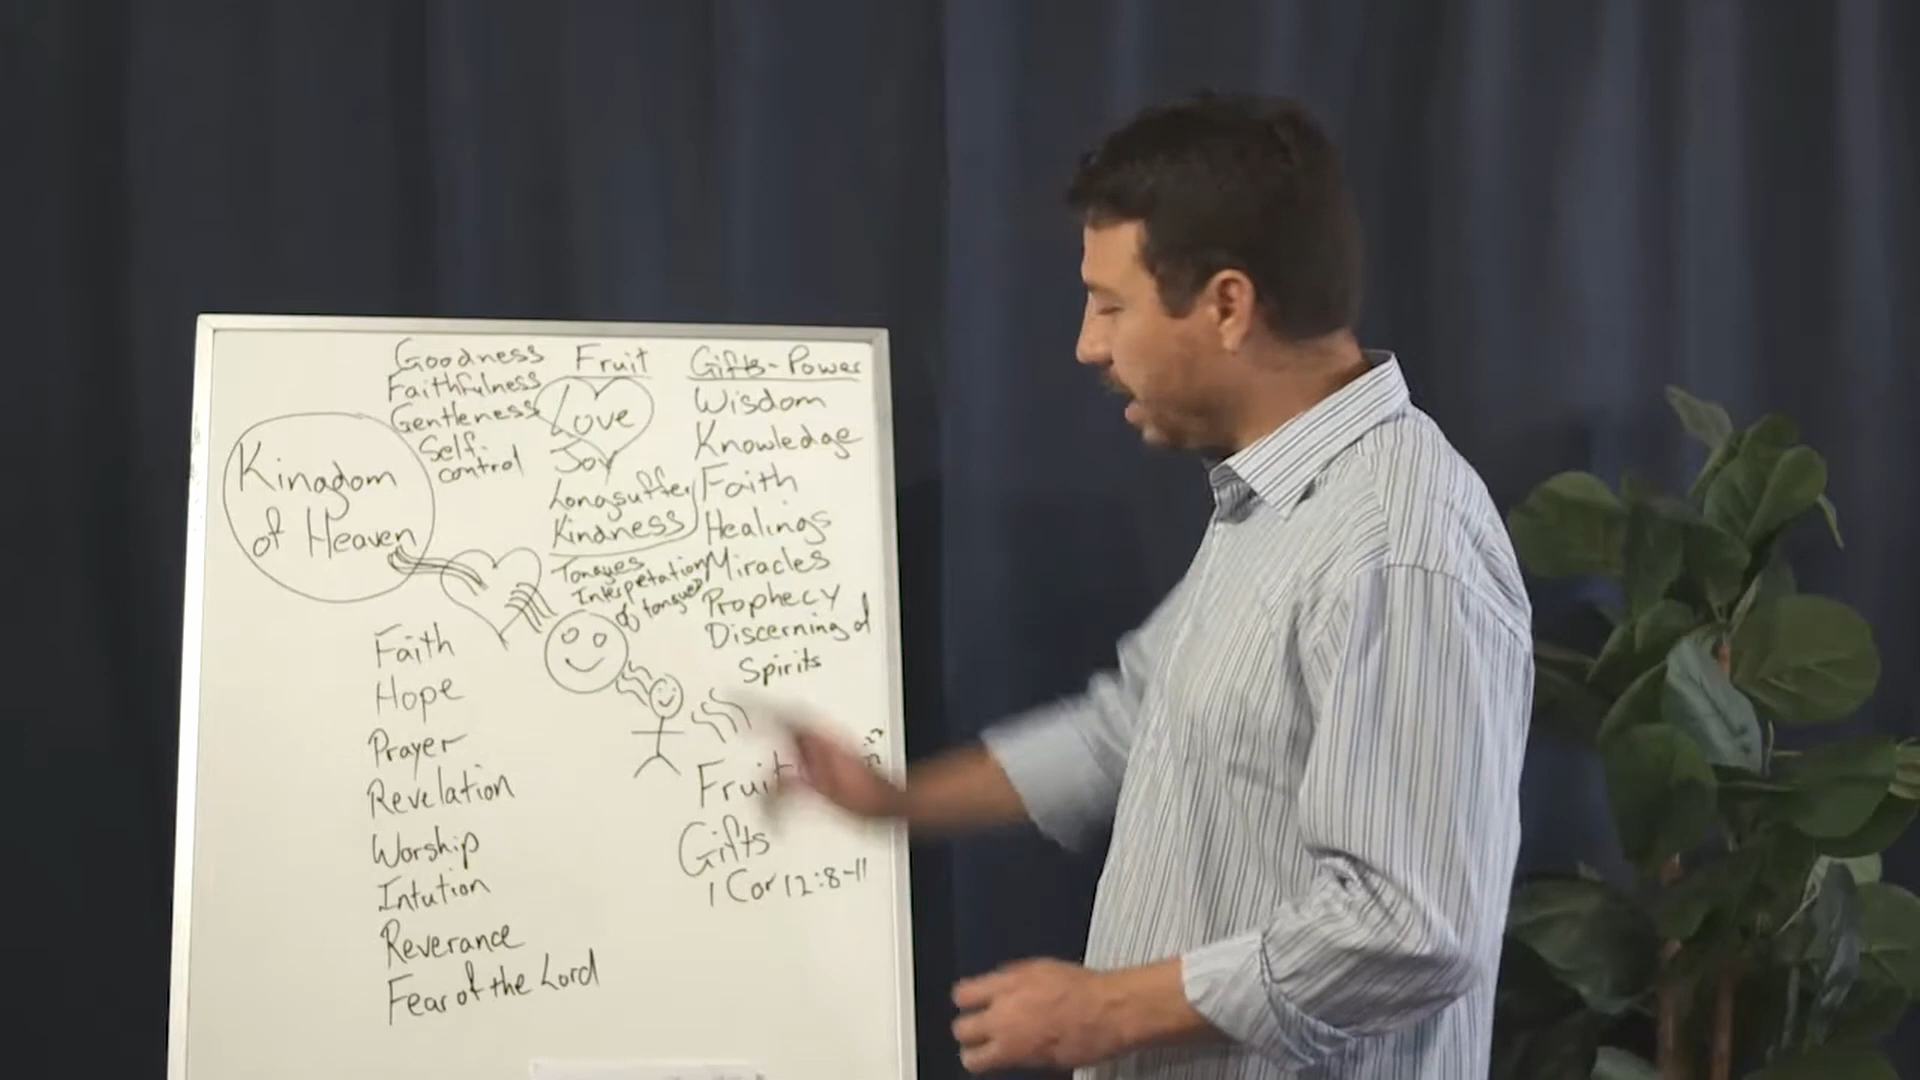 Goodness
Faithfulness
Gentleness
Self-
control
Fruit
Love
Joy
Longsuffer
Kindness
Tongues
Interpetation
of tongues
Gifts - Power
Wisdom
Knowledge
Faith
Healings
Miracles
Prophecy
Discerning of
Spirits
Kingdom
of Heaven
Faith
Hope
Prayer
Revelation
Worship
Intution
Reverance
Fear of the Lord
Fruit
Gifts
1 Cor 12:8-11